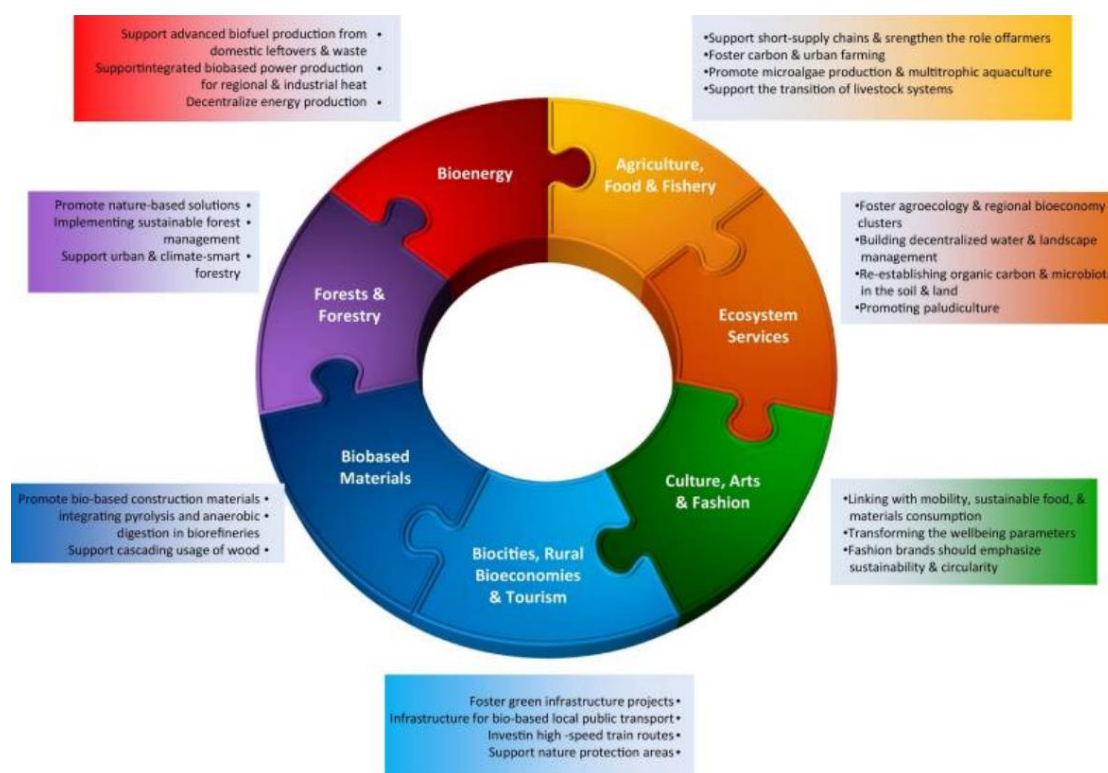 Support advanced biofuel production from •
domestic leftovers & waste
Supportintegrated biobased power production •
for regional & industrial heat
Decentralize energy production •
•Support short-supply chains & srengthen the role offarmers
•Foster carbon & urban farming
•Promote microalgae production & multitrophic aquaculture
•Support the transition of livestock systems
Bioenergy
Agriculture,
Food & Fishery
Promote nature-based solutions •
Implementing sustainable forest •
management
Support urban & climate-smart •
forestry
•Foster agroecology & regional bioeconomy
clusters
•Building decentralized water & landscape
management
•Re-establishing organic carbon & microbiot
in the soil & land
•Promoting paludiculture
Forests &
Forestry
Ecosystem
Services
Biobased
Materials
Culture, Arts
& Fashion
Promote bio-based construction materials •
integrating pyrolysis and anaerobic •
digestion in biorefineries
Support cascading usage of wood •
•Linking with mobility, sustainable food, &
materials consumption
•Transforming the wellbeing parameters
•Fashion brands should emphasize
sustainability & circularity
Biocities, Rural
Bioeconomies
& Tourism
Foster green infrastructure projects•
Infrastructure for bio-based local public transport•
Investin high -speed train routes•
Support nature protection areas•